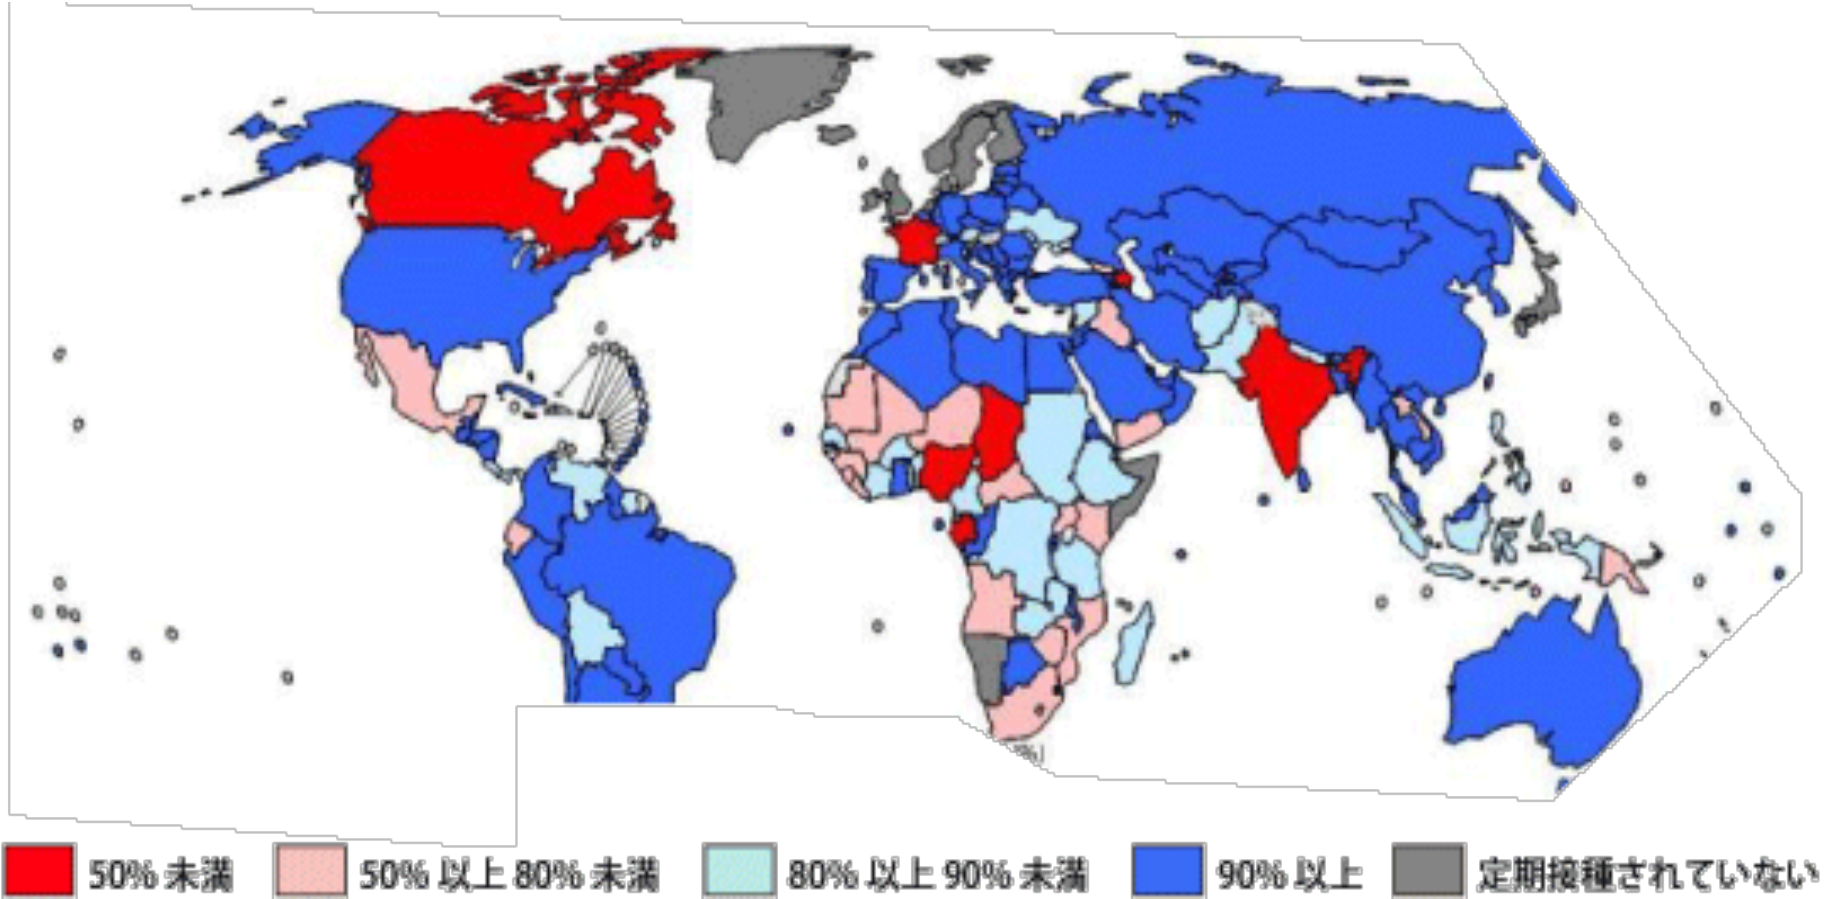 %)
50% 未満
50% 以上 80% 未満
80% 以上 90% 未満
90% 以上
定期接種されていない